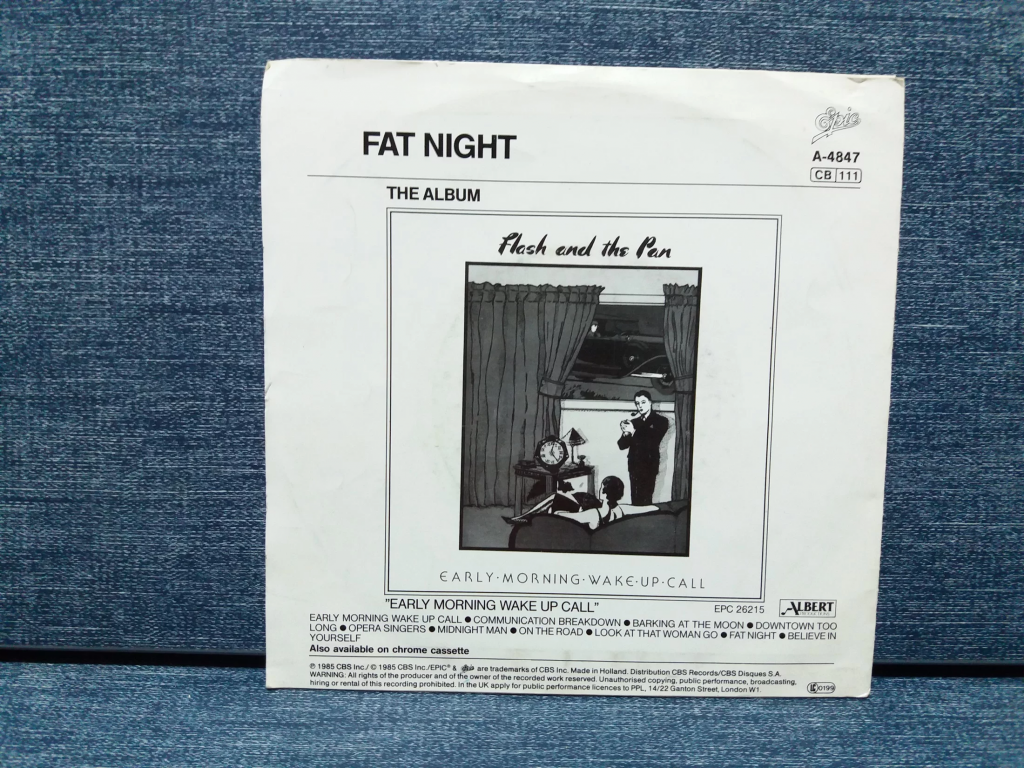 Epic
FAT NIGHT
A-4847
CB 111
THE ALBUM
Flash and the Pan
EARLY·MORNING·WAKE·UP·CALL
"EARLY MORNING WAKE UP CALL"
EPC 26215
ALBERT
EARLY MORNING WAKE UP CALL ● COMMUNICATION BREAKDOWN ● BARKING AT THE MOON ● DOWNTOWN TOO
LONG ● OPERA SINGERS ● MIDNIGHT MAN ● ON THE ROAD ● LOOK AT THAT WOMAN GO ● FAT NIGHT ● BELIEVE IN
YOURSELF
Also available on chrome cassette
℗ 1985 CBS Inc./ © 1985 CBS Inc./EPIC® & Epic are trademarks of CBS Inc. Made in Holland. Distribution CBS Records/CBS Disques S.A.
WARNING: All rights of the producer and of the owner of the recorded work reserved. Unauthorised copying, public performance, broadcasting,
hiring or rental of this recording prohibited. In the UK apply for public performance licences to PPL, 14/22 Ganton Street, London W1.
LC 0199